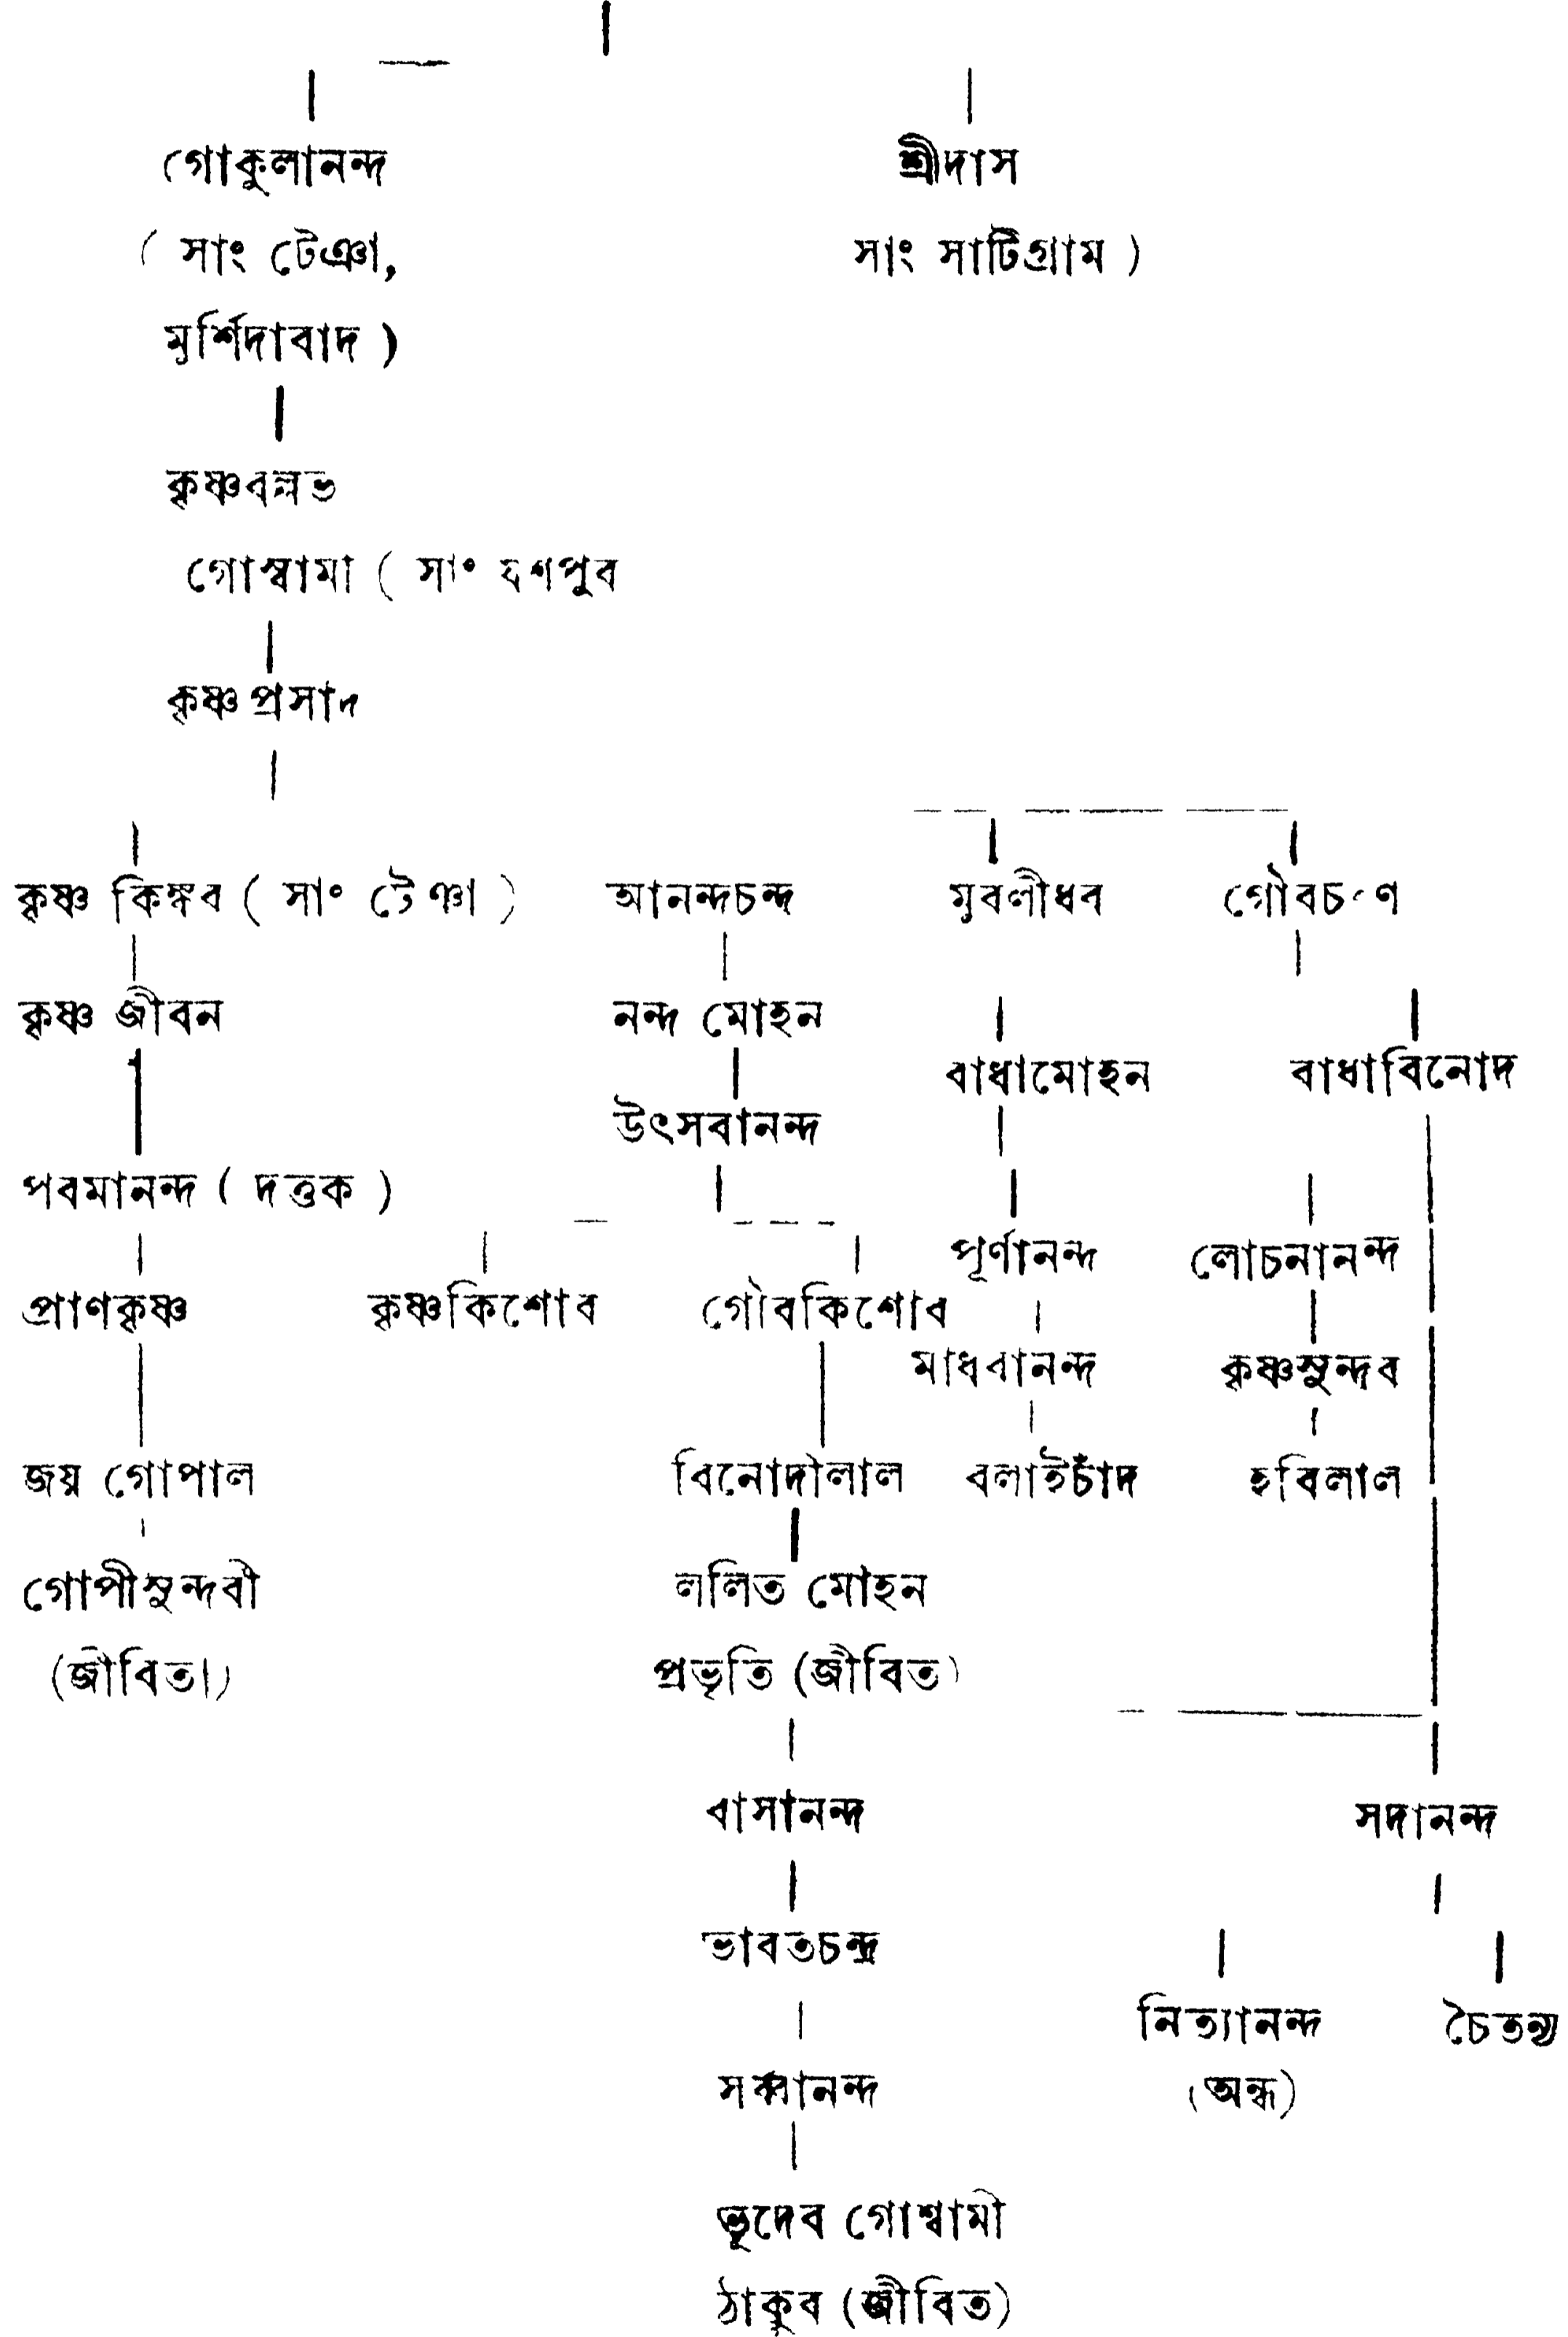 গোকুলানন্দ শ্রীদাস
( সাং টেঞা, সাং সাটিগ্রাম )
মুর্শিদাবাদ )
কৃষ্ণবল্লভ
গোস্বামী ( সাং যশপুর
কৃষ্ণপ্রসাদ
কৃষ্ণ কিঙ্কর ( সাং টেঞা ) আনন্দচন্দ মুরলীধর গৌরচরণ
কৃষ্ণ জীবন নন্দ মোহন
রাধামোহন রাধাবিনোদ
উৎসবানন্দ
পরমানন্দ ( দত্তক )
পূর্ণানন্দ লোচনানন্দ
প্রাণকৃষ্ণ কৃষ্ণকিশোর গৌরকিশোর
মাধবানন্দ কৃষ্ণসুন্দর
জয় গোপাল বিনোদীলাল বলাইচাঁদ হরিলাল
গোপীসুন্দরী ললিত মোহন
(জীবিতা) প্রভৃতি (জীবিত)
রাসানন্দ সদানন্দ
ভারতচন্দ্র
নিত্যানন্দ চৈতন্য
(অন্ধ)
ভূদেব গোস্বামী
ঠাকুর (জীবিত)